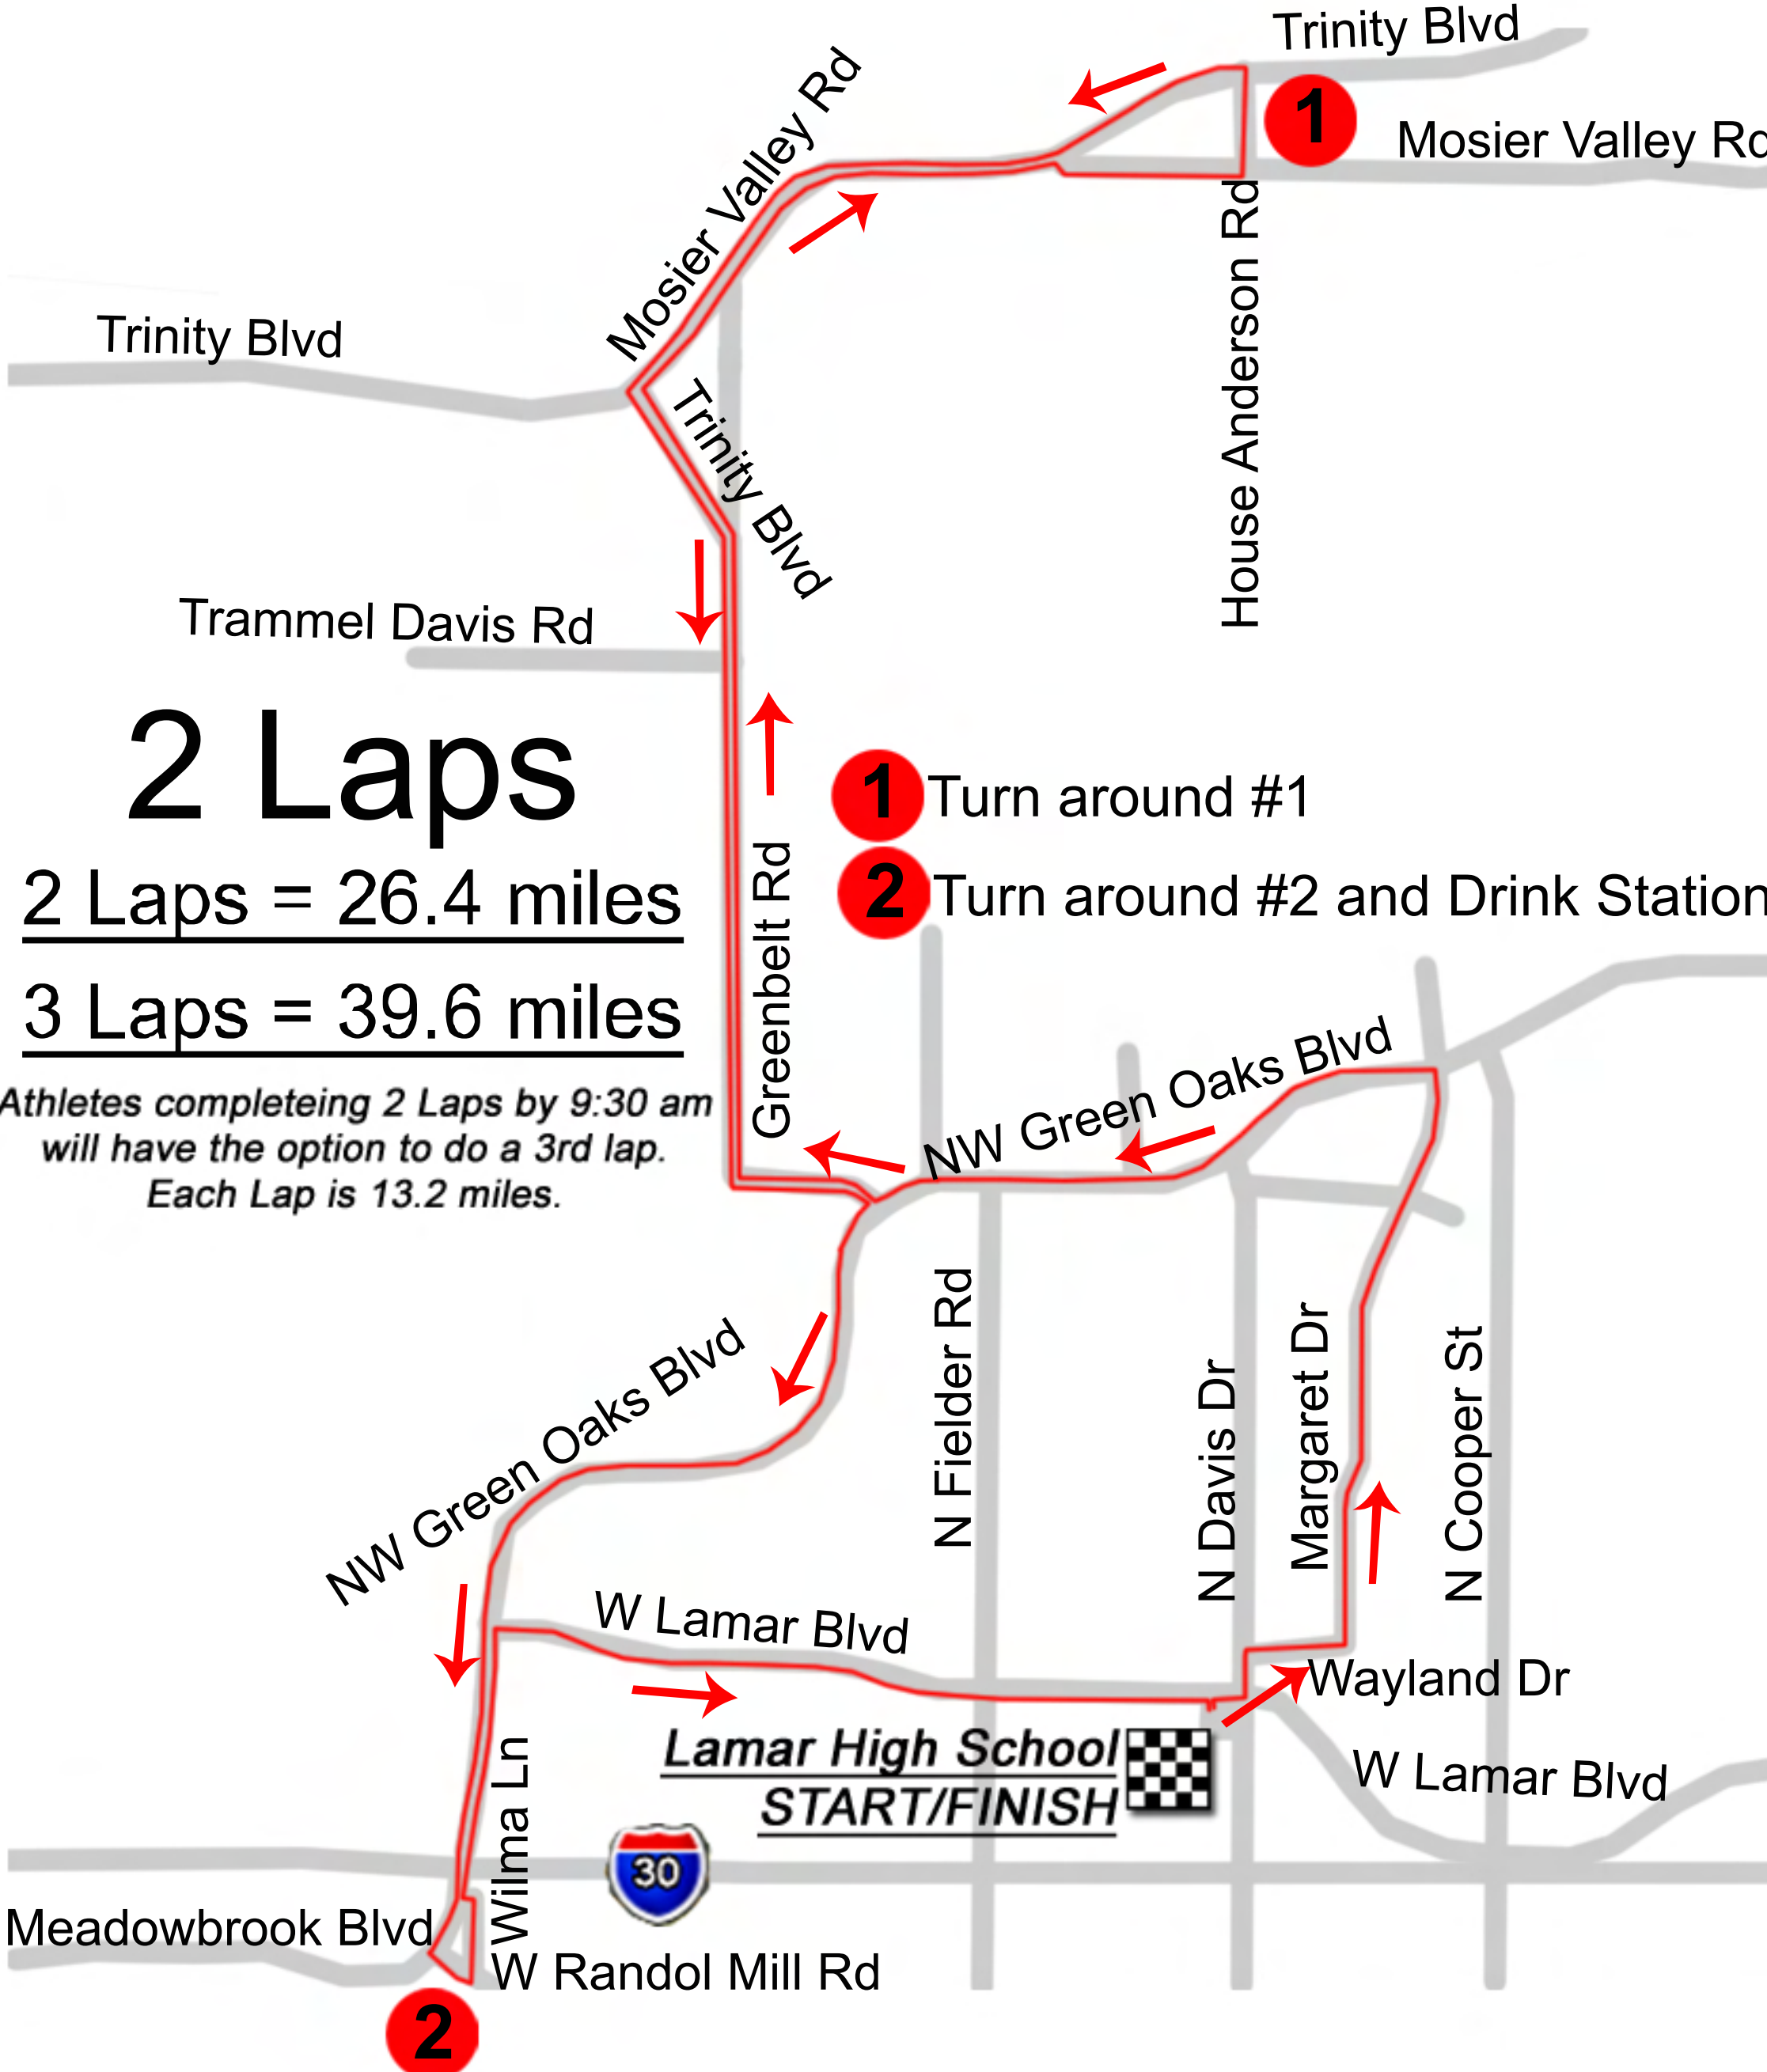 Trinity Blvd
1
Mosier Valley Rd
Mosier Valley Rd
House Anderson Rd
Trinity Blvd
Trinity Blvd
Trammel Davis Rd
2 Laps
2 Laps = 26.4 miles
3 Laps = 39.6 miles
Athletes completeing 2 Laps by 9:30 am
will have the option to do a 3rd lap.
Each Lap is 13.2 miles.
1 Turn around #1
2 Turn around #2 and Drink Station
Greenbelt Rd
NW Green Oaks Blvd
NW Green Oaks Blvd
N Fielder Rd
N Davis Dr
Margaret Dr
N Cooper St
W Lamar Blvd
Wayland Dr
Lamar High School
START/FINISH
W Lamar Blvd
Wilma Ln
30
Meadowbrook Blvd
W Randol Mill Rd
2